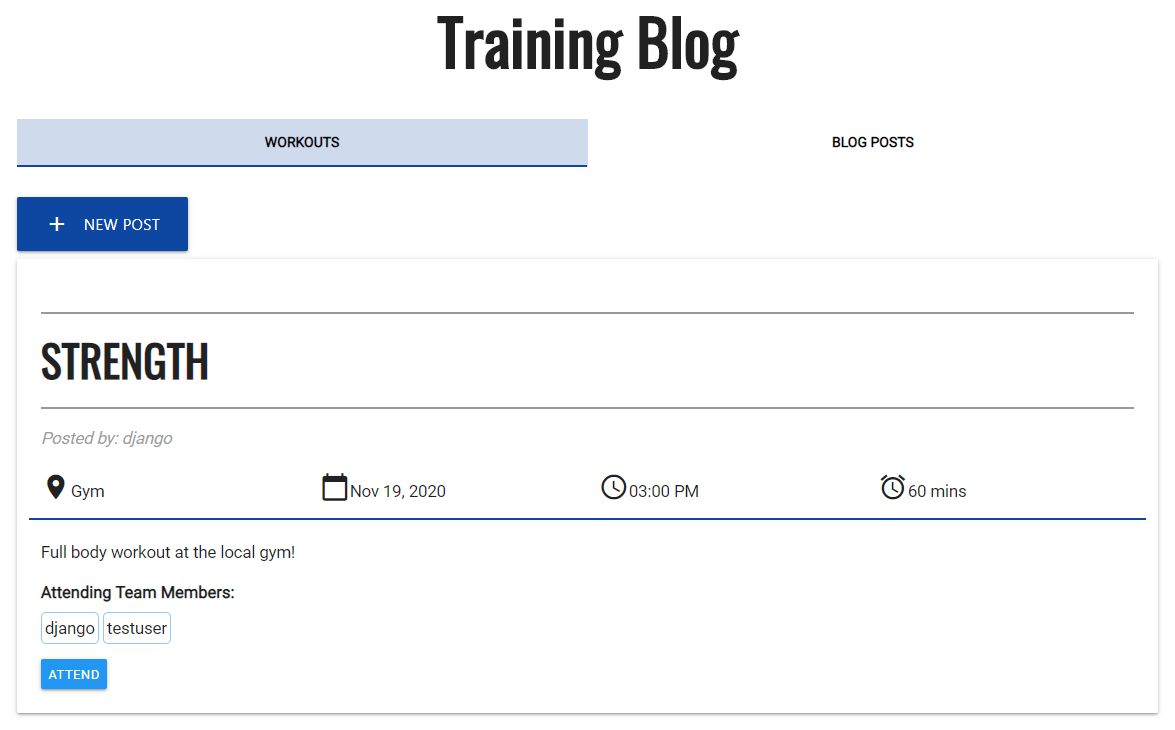 Training Blog
WORKOUTS BLOG POSTS
+ NEW POST
STRENGTH
Posted by: django
Gym Nov 19, 2020 03:00 PM 60 mins
Full body workout at the local gym!
Attending Team Members:
django testuser
ATTEND